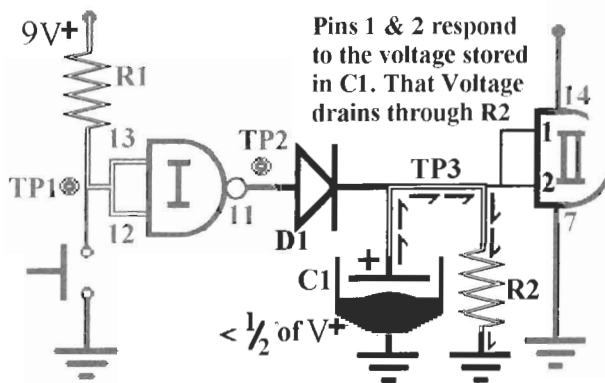 9V+
Pins 1 & 2 respond
to the voltage stored
in C1. That Voltage
drains through R2
R1
14
13
TP2
1
I
II
TP1
TP3
2
12
11
D1
7
C1
+
R2
< 1/2 of V+